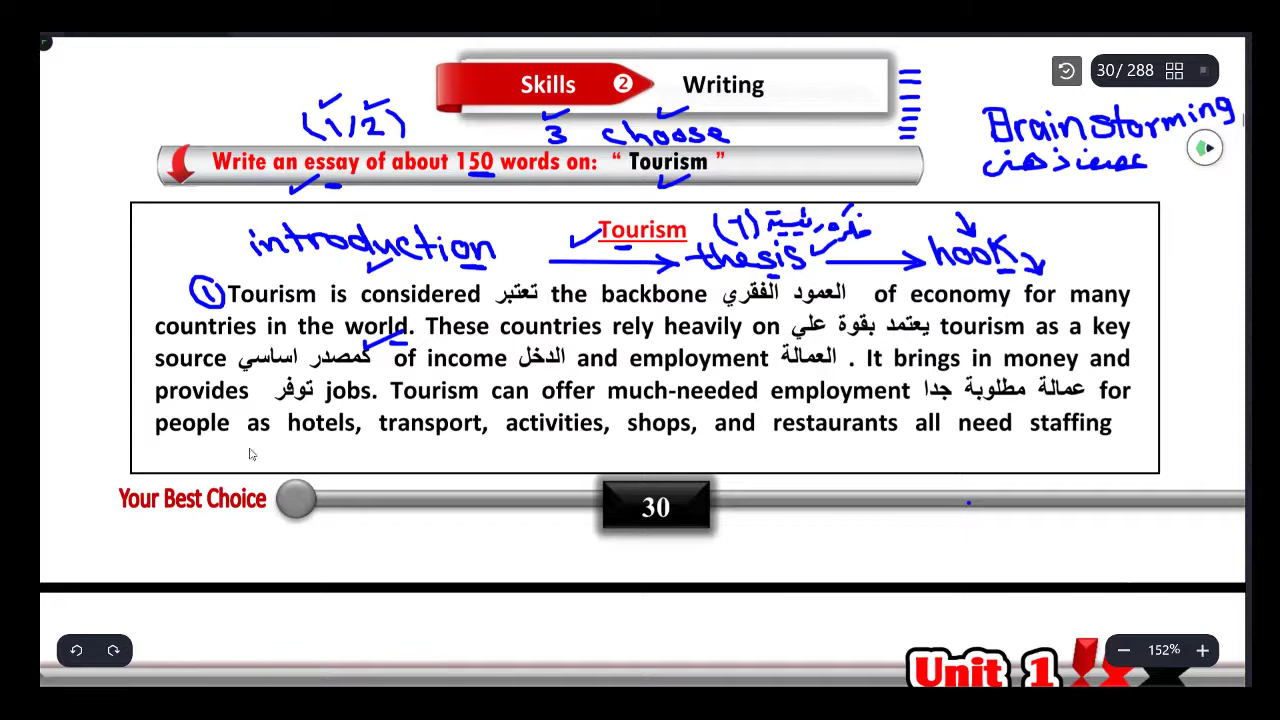 30/288
Skills 2 Writing
(1/2) 3 choose
Brainstorming
عصف ذهني
Write an essay of about 150 words on: “ Tourism ”
introduction Tourism (٦) فكرة رئيسية
thesis hook
1 Tourism is considered تعتبر the backbone العمود الفقري of economy for many
countries in the world. These countries rely heavily on يعتمد بقوة علي tourism as a key
source كمصدر اساسي of income الدخل and employment العمالة . It brings in money and
provides توفر jobs. Tourism can offer much-needed employment عمالة مطلوبة جدا for
people as hotels, transport, activities, shops, and restaurants all need staffing
Your Best Choice
30
152%
Unit 1